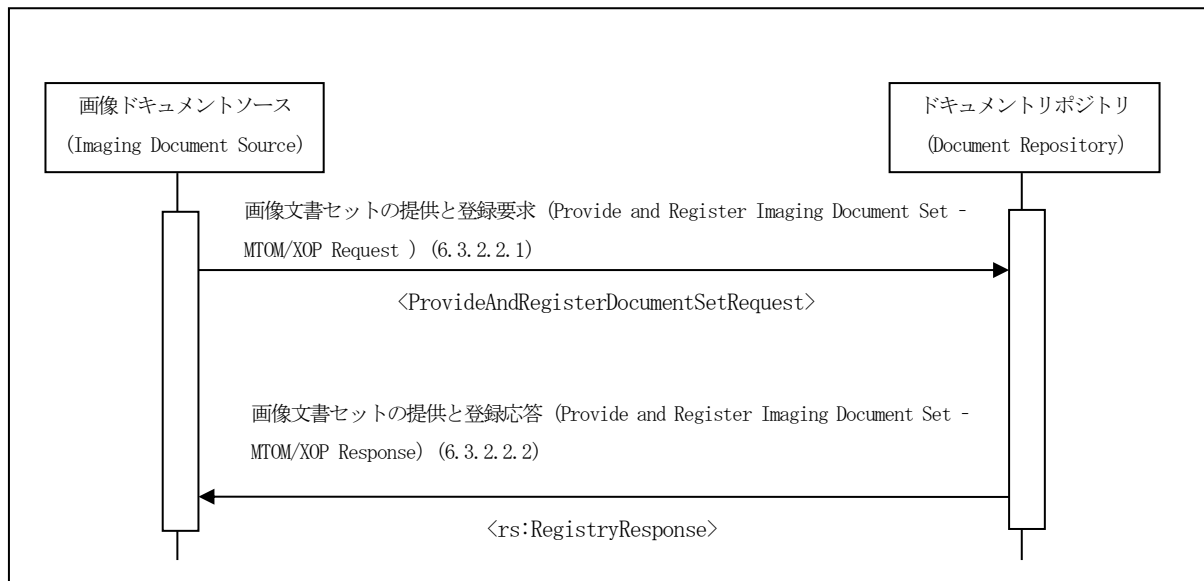 画像ドキュメントソース
(Imaging Document Source)
ドキュメントリポジトリ
(Document Repository)
画像文書セットの提供と登録要求 (Provide and Register Imaging Document Set –
MTOM/XOP Request ) (6.3.2.2.1)
<ProvideAndRegisterDocumentSetRequest>
画像文書セットの提供と登録応答 (Provide and Register Imaging Document Set –
MTOM/XOP Response) (6.3.2.2.2)
<rs:RegistryResponse>